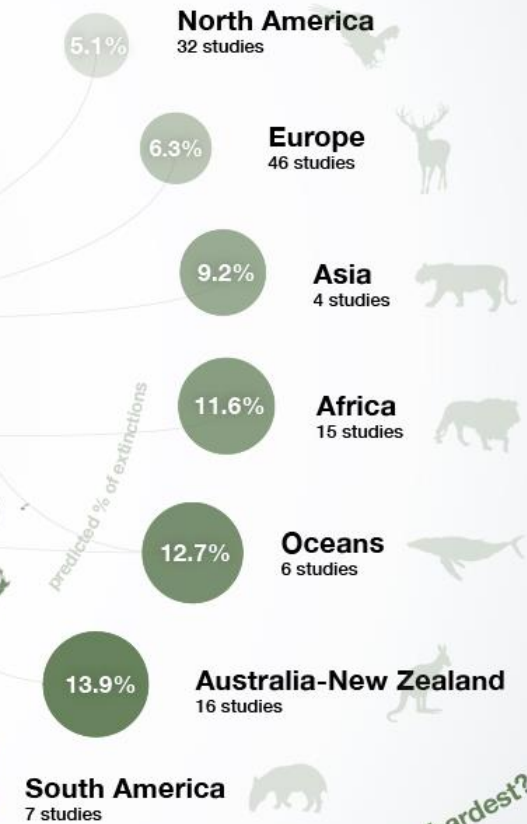 North America
5.1%
32 studies
Europe
6.3%
46 studies
9.2%
Asia
4 studies
11.6%
Africa
15 studies
predicted % of extinctions
12.7%
Oceans
6 studies
13.9%
Australia-New Zealand
16 studies
South America
7 studies